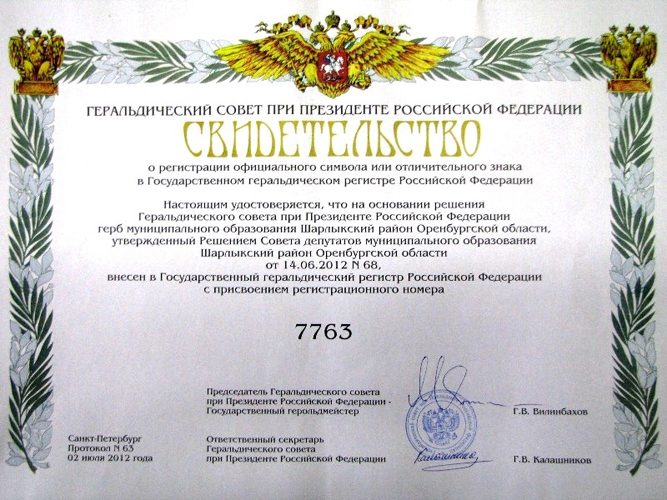 ГЕРАЛЬДИЧЕСКИЙ СОВЕТ ПРИ ПРЕЗИДЕНТЕ РОССИЙСКОЙ ФЕДЕРАЦИИ
СВИДЕТЕЛЬСТВО
о регистрации официального символа или отличительного знака
в Государственном геральдическом регистре Российской Федерации
Настоящим удостоверяется, что на основании решения
Геральдического совета при Президенте Российской Федерации
герб муниципального образования Шарлыкский район Оренбургской области,
утвержденный Решением Совета депутатов муниципального образования
Шарлыкский район Оренбургской области
от 14.06.2012 N 68,
внесен в Государственный геральдический регистр Российской Федерации
с присвоением регистрационного номера
7763
Председатель Геральдического совета
при Президенте Российской Федерации -
Государственный герольдмейстер
Г.В. Вилинбахов
Санкт-Петербург
Протокол N 63
02 июля 2012 года
Ответственный секретарь
Геральдического совета
при Президенте Российской Федерации
Г.В. Калашников